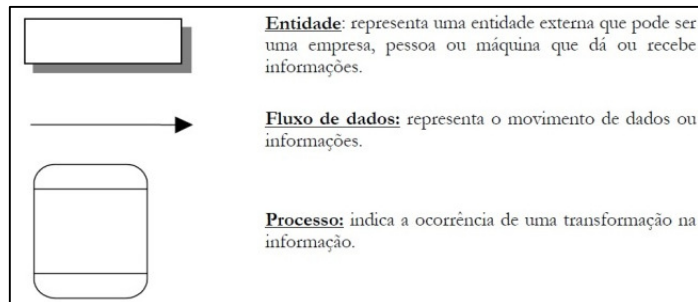 Entidade: representa uma entidade externa que pode ser
uma empresa, pessoa ou máquina que dá ou recebe
informações.
Fluxo de dados: representa o movimento de dados ou
informações.
Processo: indica a ocorrência de uma transformação na
informação.